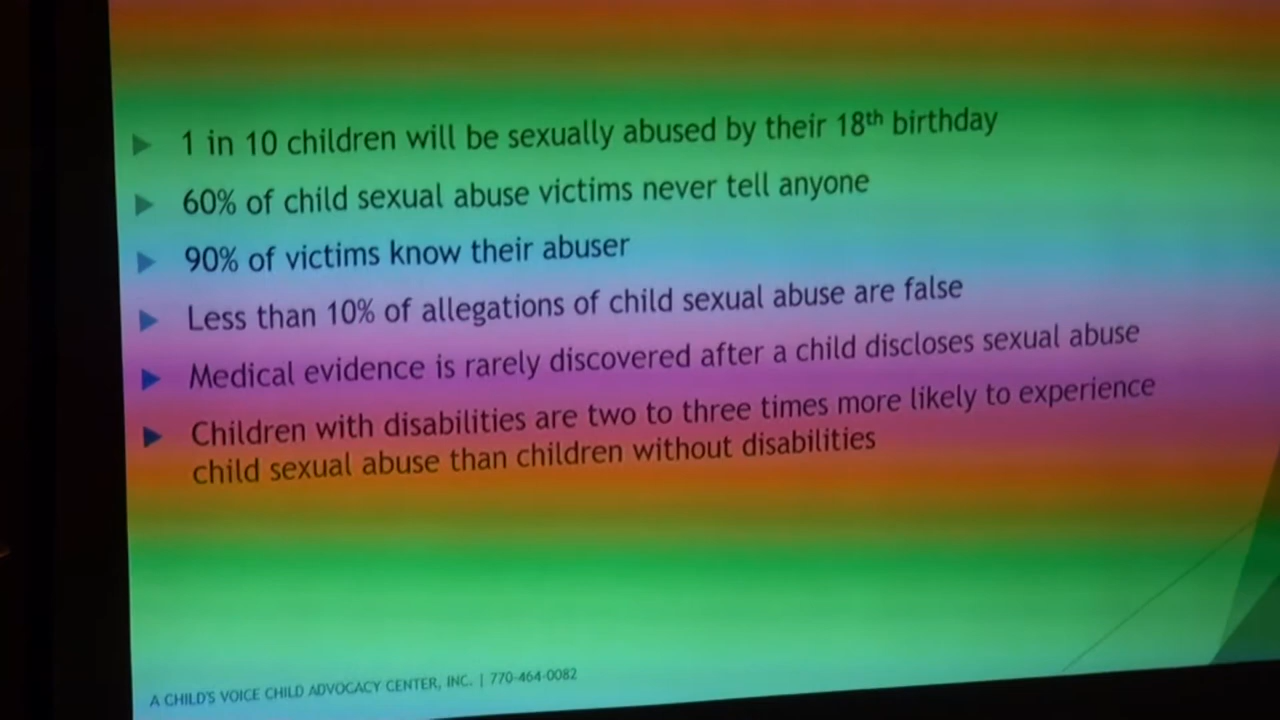 1 in 10 children will be sexually abused by their 18th birthday
60% of child sexual abuse victims never tell anyone
90% of victims know their abuser
Less than 10% of allegations of child sexual abuse are false
Medical evidence is rarely discovered after a child discloses sexual abuse
Children with disabilities are two to three times more likely to experience
child sexual abuse than children without disabilities
A CHILD'S VOICE CHILD ADVOCACY CENTER, INC. | 770-464-0082